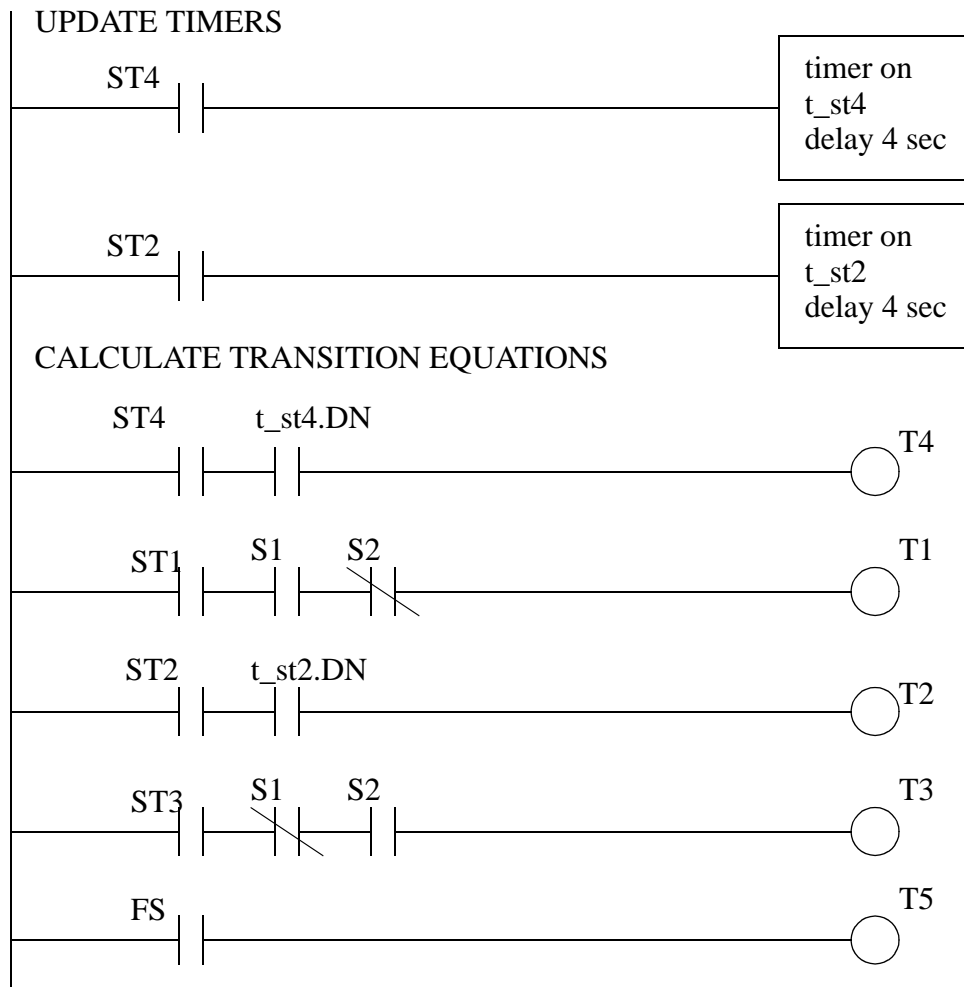 UPDATE TIMERS
ST4
timer on
t_st4
delay 4 sec
ST2
timer on
t_st2
delay 4 sec
CALCULATE TRANSITION EQUATIONS
ST4 t_st4.DN T4
ST1 S1 S2 T1
ST2 t_st2.DN T2
ST3 S1 S2 T3
FS T5